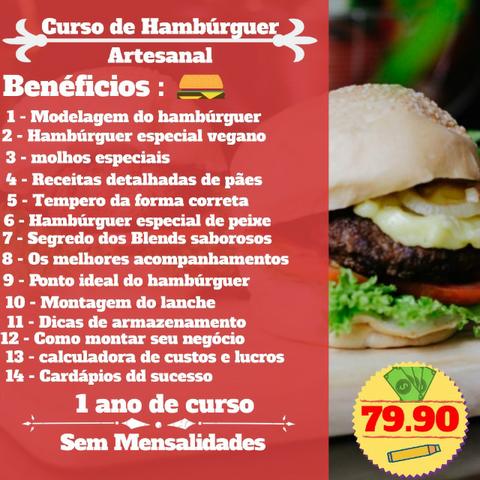 Curso de Hambúrguer
Artesanal
Benéficios :
1 - Modelagem do hambúrguer
2 - Hambúrguer especial vegano
3 - molhos especiais
4 - Receitas detalhadas de pães
5 - Tempero da forma correta
6 - Hambúrguer especial de peixe
7 - Segredo dos Blends saborosos
8 - Os melhores acompanhamentos
9 - Ponto ideal do hambúrguer
10 - Montagem do lanche
11 - Dicas de armazenamento
12 - Como montar seu negócio
13 - calculadora de custos e lucros
14 - Cardápios dd sucesso
1 ano de curso
Sem Mensalidades
79.90